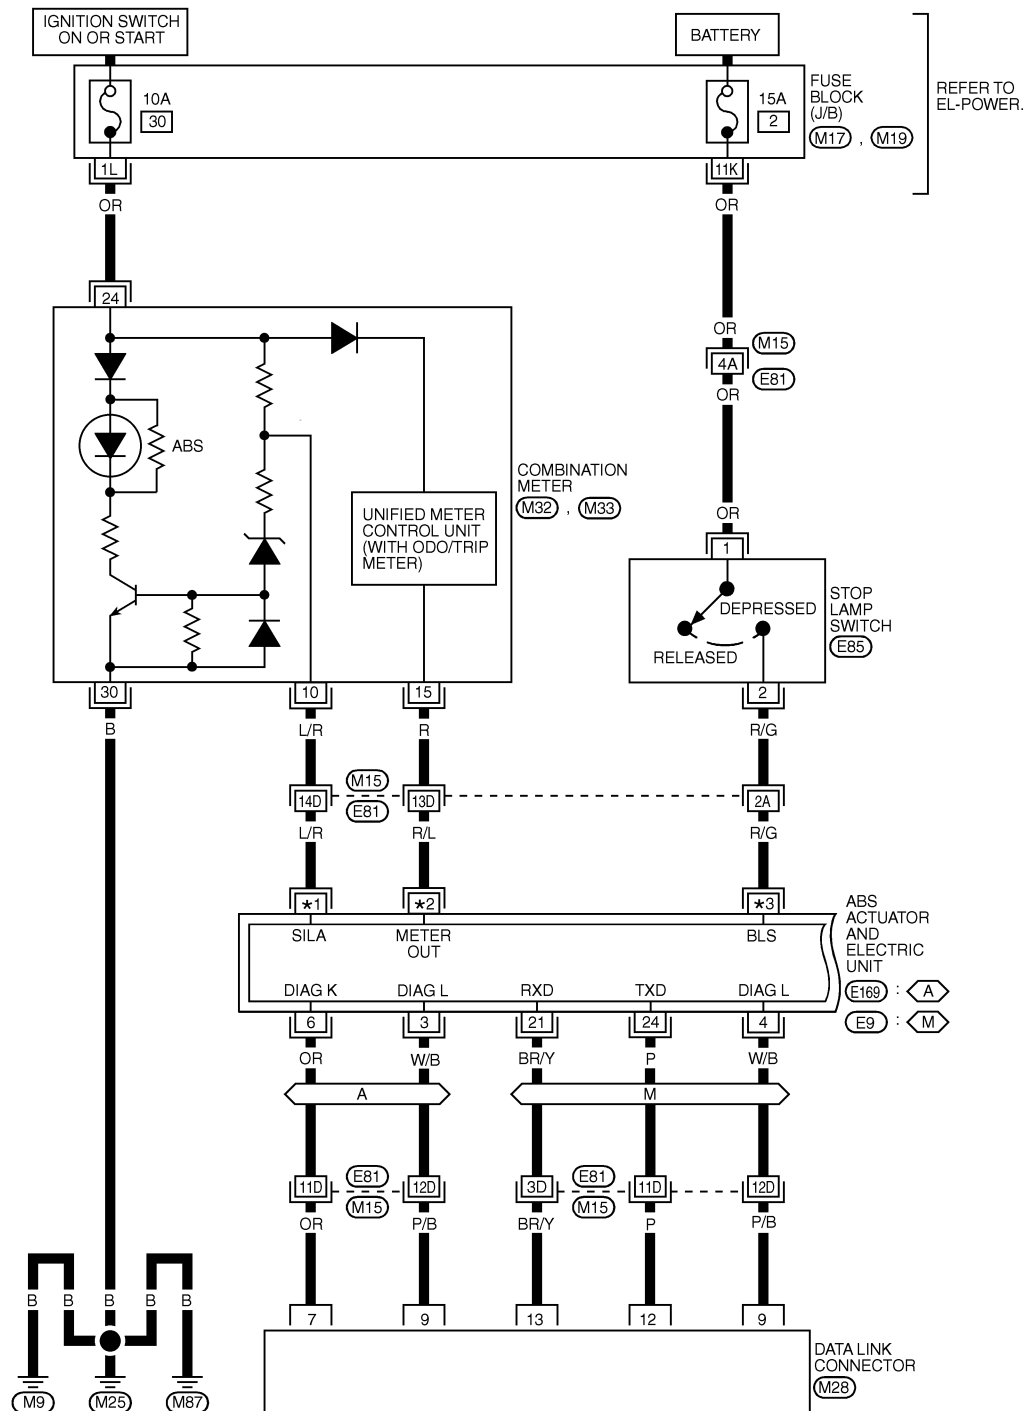 IGNITION SWITCH
ON OR START
BATTERY
10A
30
15A
2
FUSE
BLOCK
(J/B)
M17 , M19
REFER TO
EL-POWER.
1L
11K
OR
OR
24
OR
M15
4A
E81
OR
ABS
COMBINATION
METER
M32 , M33
UNIFIED METER
CONTROL UNIT
(WITH ODO/TRIP
METER)
OR
1
DEPRESSED
RELEASED
STOP
LAMP
SWITCH
E85
30
10
15
2
B
L/R
R
R/G
14D
M15
E81
13D
2A
L/R
R/L
R/G
*1
*2
*3
SILA
METER
OUT
BLS
ABS
ACTUATOR
AND
ELECTRIC
UNIT
E169 : A
E9 : M
DIAG K
DIAG L
RXD
TXD
DIAG L
6
3
21
24
4
OR
W/B
BR/Y
P
W/B
A
M
11D
E81
M15
12D
3D
E81
M15
11D
12D
OR
P/B
BR/Y
P
P/B
B
B
B
B
B
7
9
13
12
9
DATA LINK
CONNECTOR
M28
M9
M25
M87